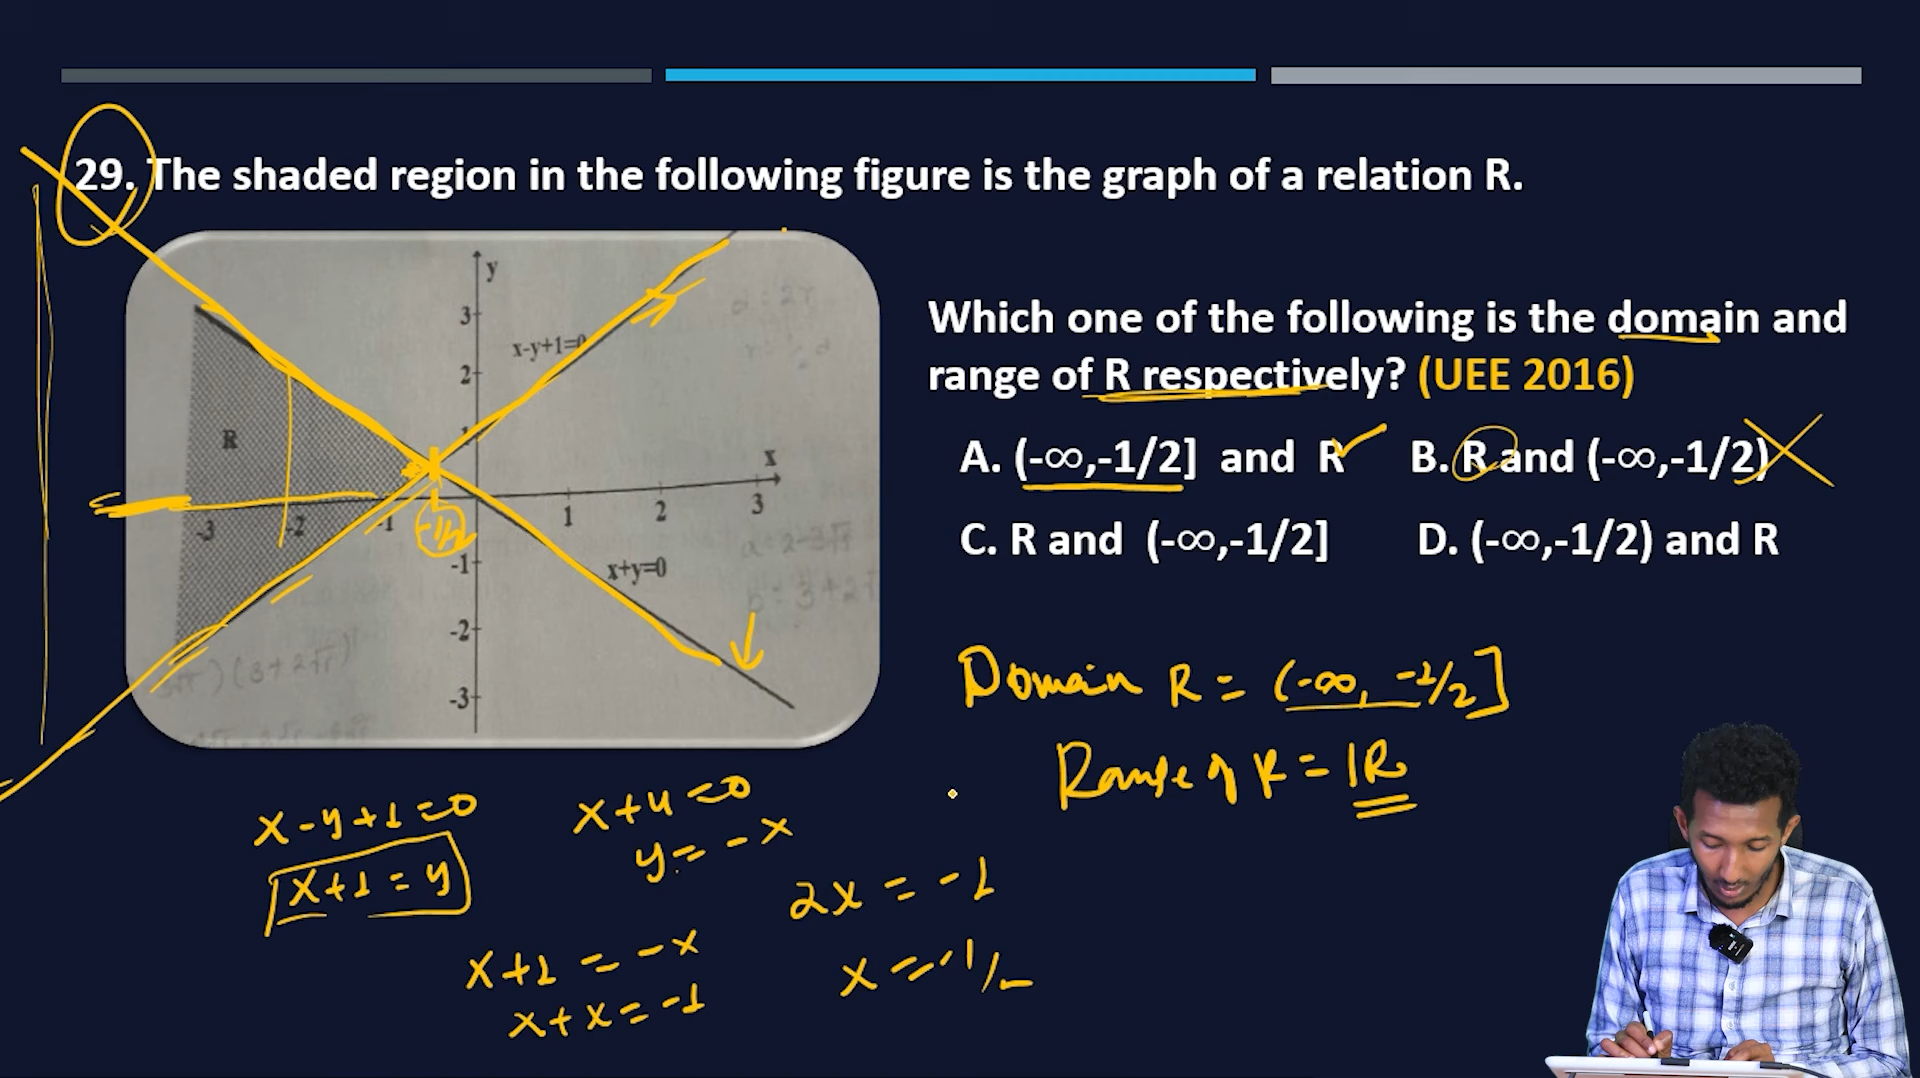 29. The shaded region in the following figure is the graph of a relation R.
y
3
x-y+1=0
2
R
1
x
-3
-2
-1
-1/2
1
2
3
-1
x+y=0
-2
-3
Which one of the following is the domain and
range of R respectively? (UEE 2016)
A. (-∞,-1/2] and R
B. R and (-∞,-1/2)
C. R and (-∞,-1/2]
D. (-∞,-1/2) and R
Domain R = (-∞, -1/2]
Range of R = ℝ
x-y+1=0
x+1=y
x+y=0
y=-x
x+1=-x
x+x=-1
2x=-1
x=-1/2